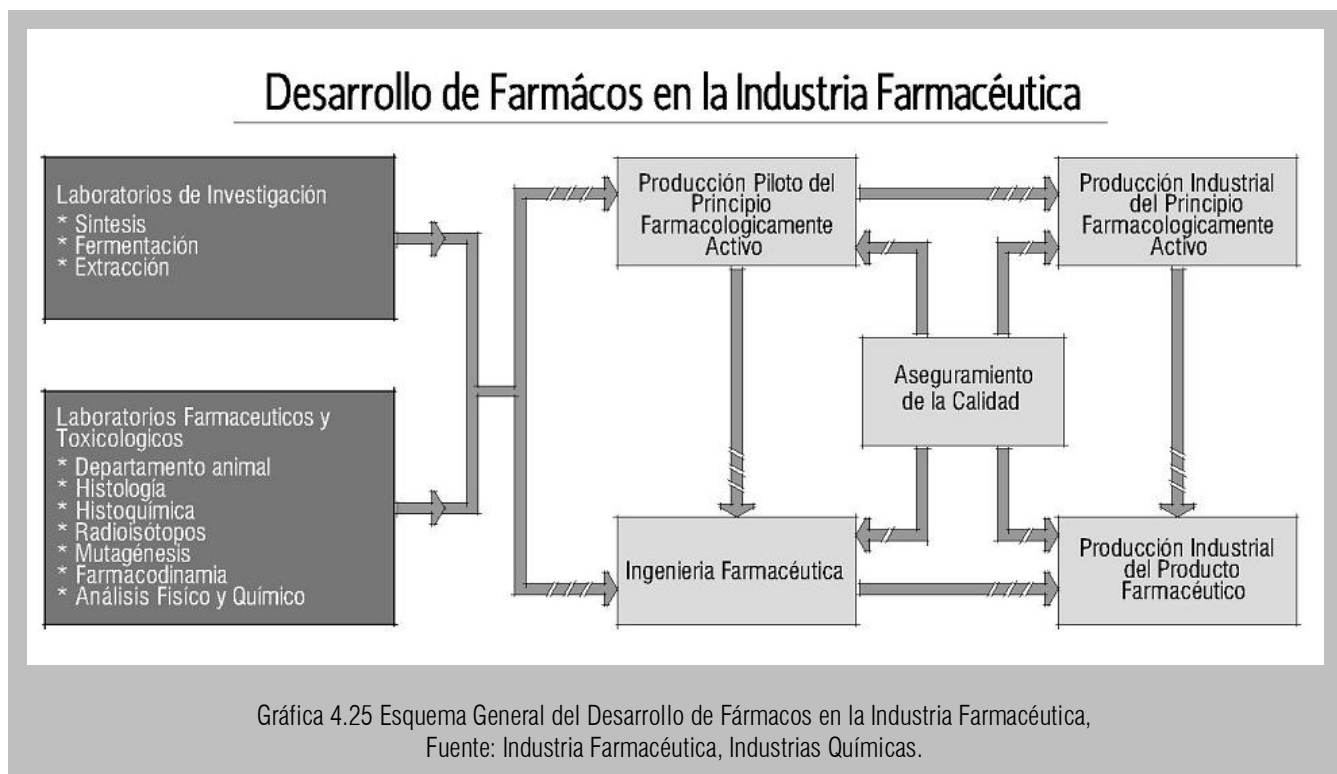 Desarrollo de Farmácos en la Industria Farmacéutica
Laboratorios de Investigación
* Sintesis
* Fermentación
* Extracción
Laboratorios Farmaceuticos y
Toxicologicos
* Departamento animal
* Histología
* Histoquímica
* Radioisótopos
* Mutagénesis
* Farmacodinamia
* Análisis Fisíco y Químico
Producción Piloto del
Principio
Farmacologicamente
Activo
Producción Industrial
del Principio
Farmacologicamente
Activo
Aseguramiento
de la Calidad
Ingenieria Farmacéutica
Producción Industrial
del Producto
Farmacéutico
Gráfica 4.25 Esquema General del Desarrollo de Fármacos en la Industria Farmacéutica,
Fuente: Industria Farmacéutica, Industrias Químicas.